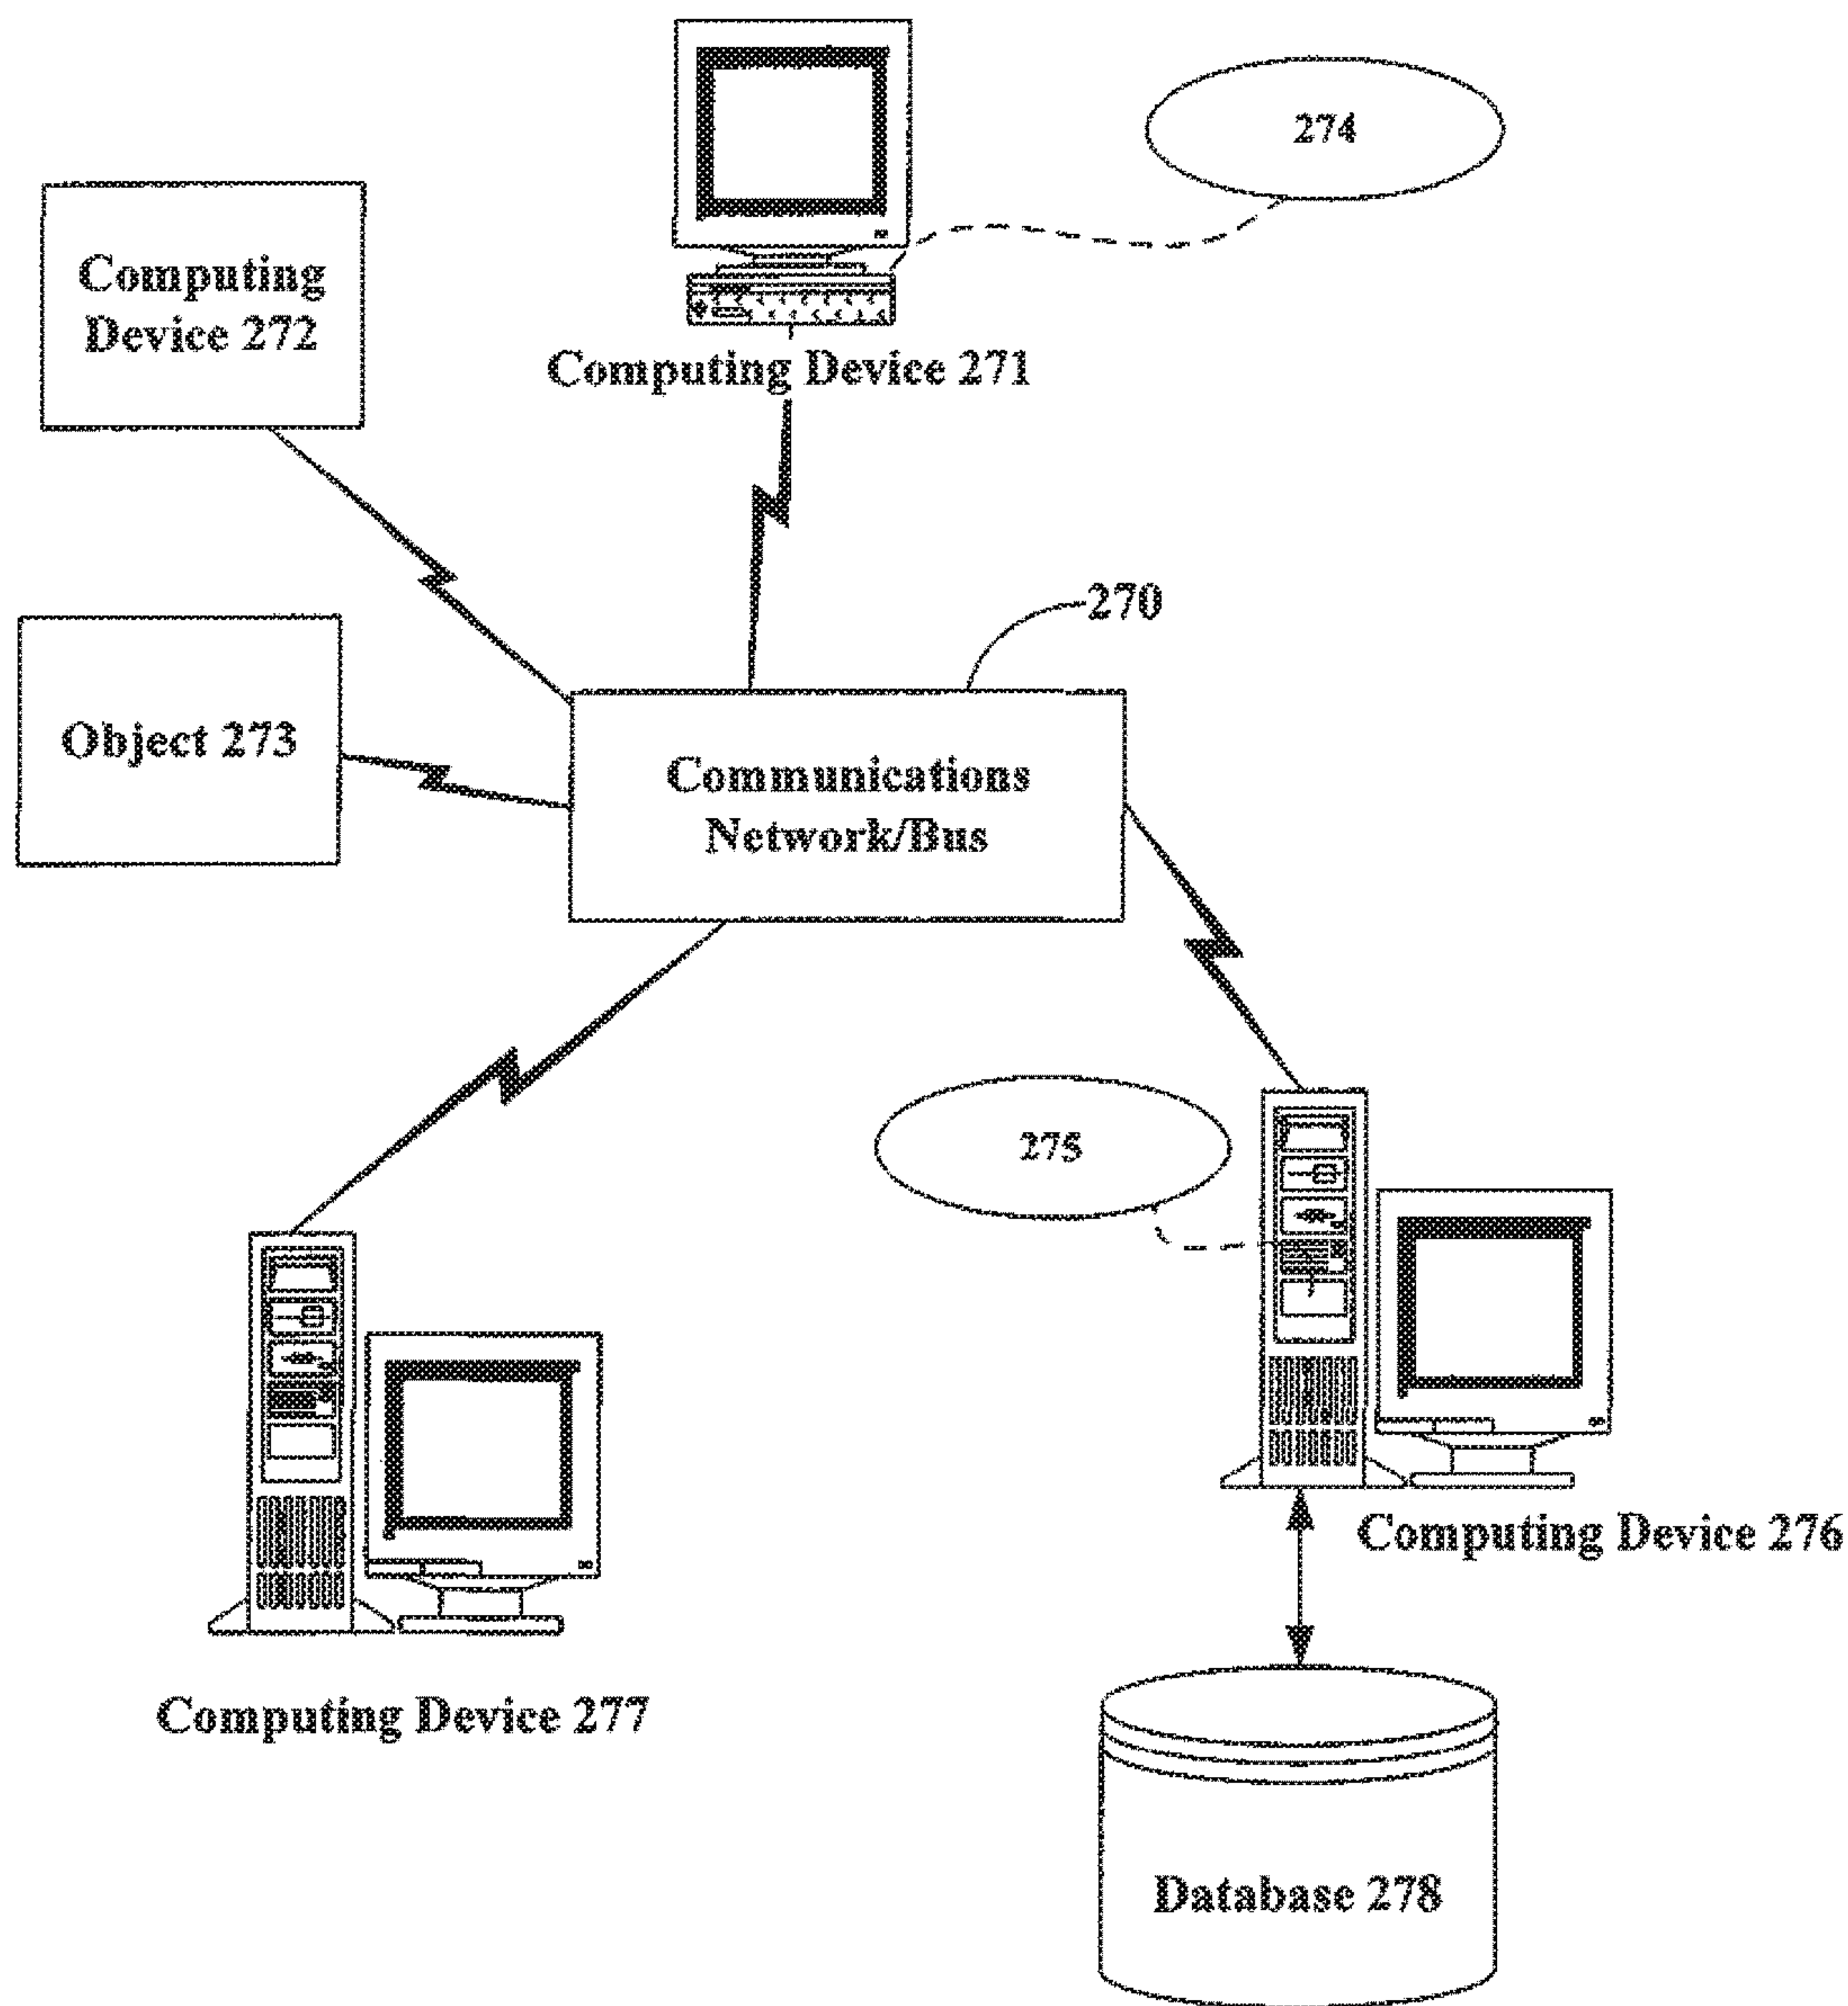 274
Computing
Device 272
Computing Device 271
270
Object 273
Communications
Network/Bus
275
Computing Device 276
Computing Device 277
Database 278